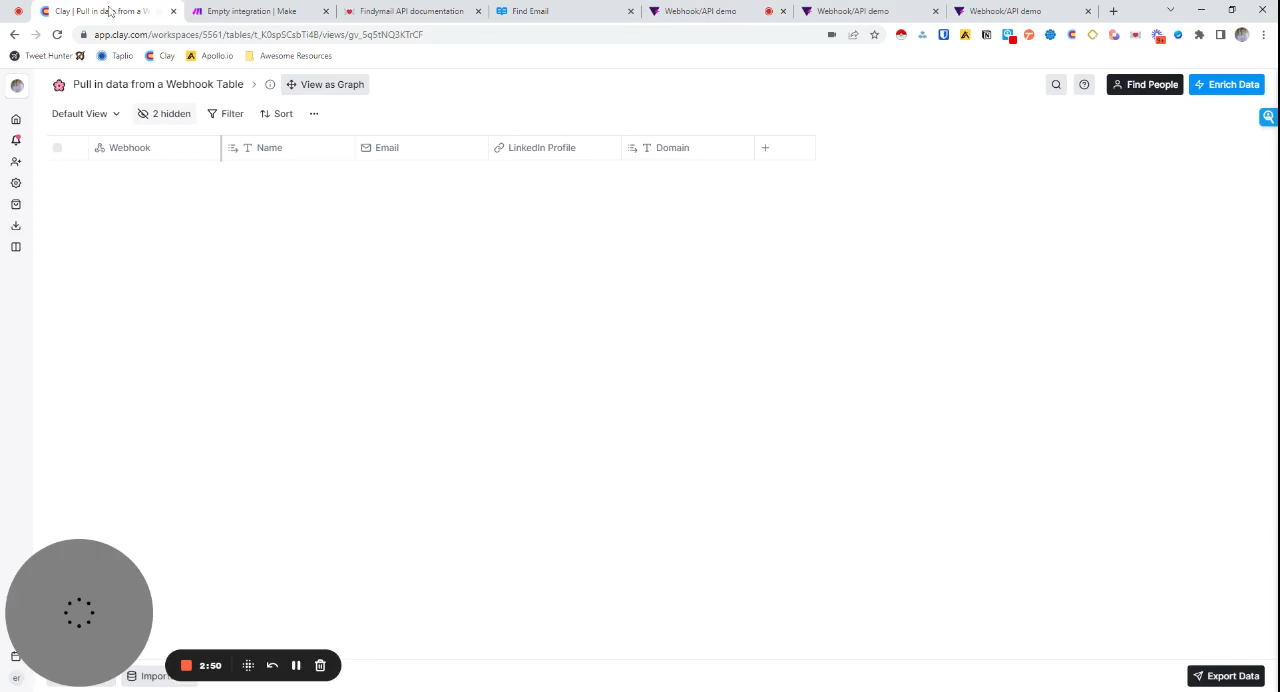 Clay | Pull in data from a W
Empty integration | Make
Findymail API documentation
Find Email
Webhook/API demo
Webhook/API demo
Webhook/API demo
app.clay.com/workspaces/5561/tables/t_K0spSCsbTi4B/views/gv_5q5tNQ3KTrCF
9+
Tweet Hunter
Taplio
Clay
Apollo.io
Awesome Resources
Pull in data from a Webhook Table
View as Graph
Find People
Enrich Data
Default View
2 hidden
Filter
Sort
Webhook
Name
Email
LinkedIn Profile
Domain
2:50
er
Import
Export Data